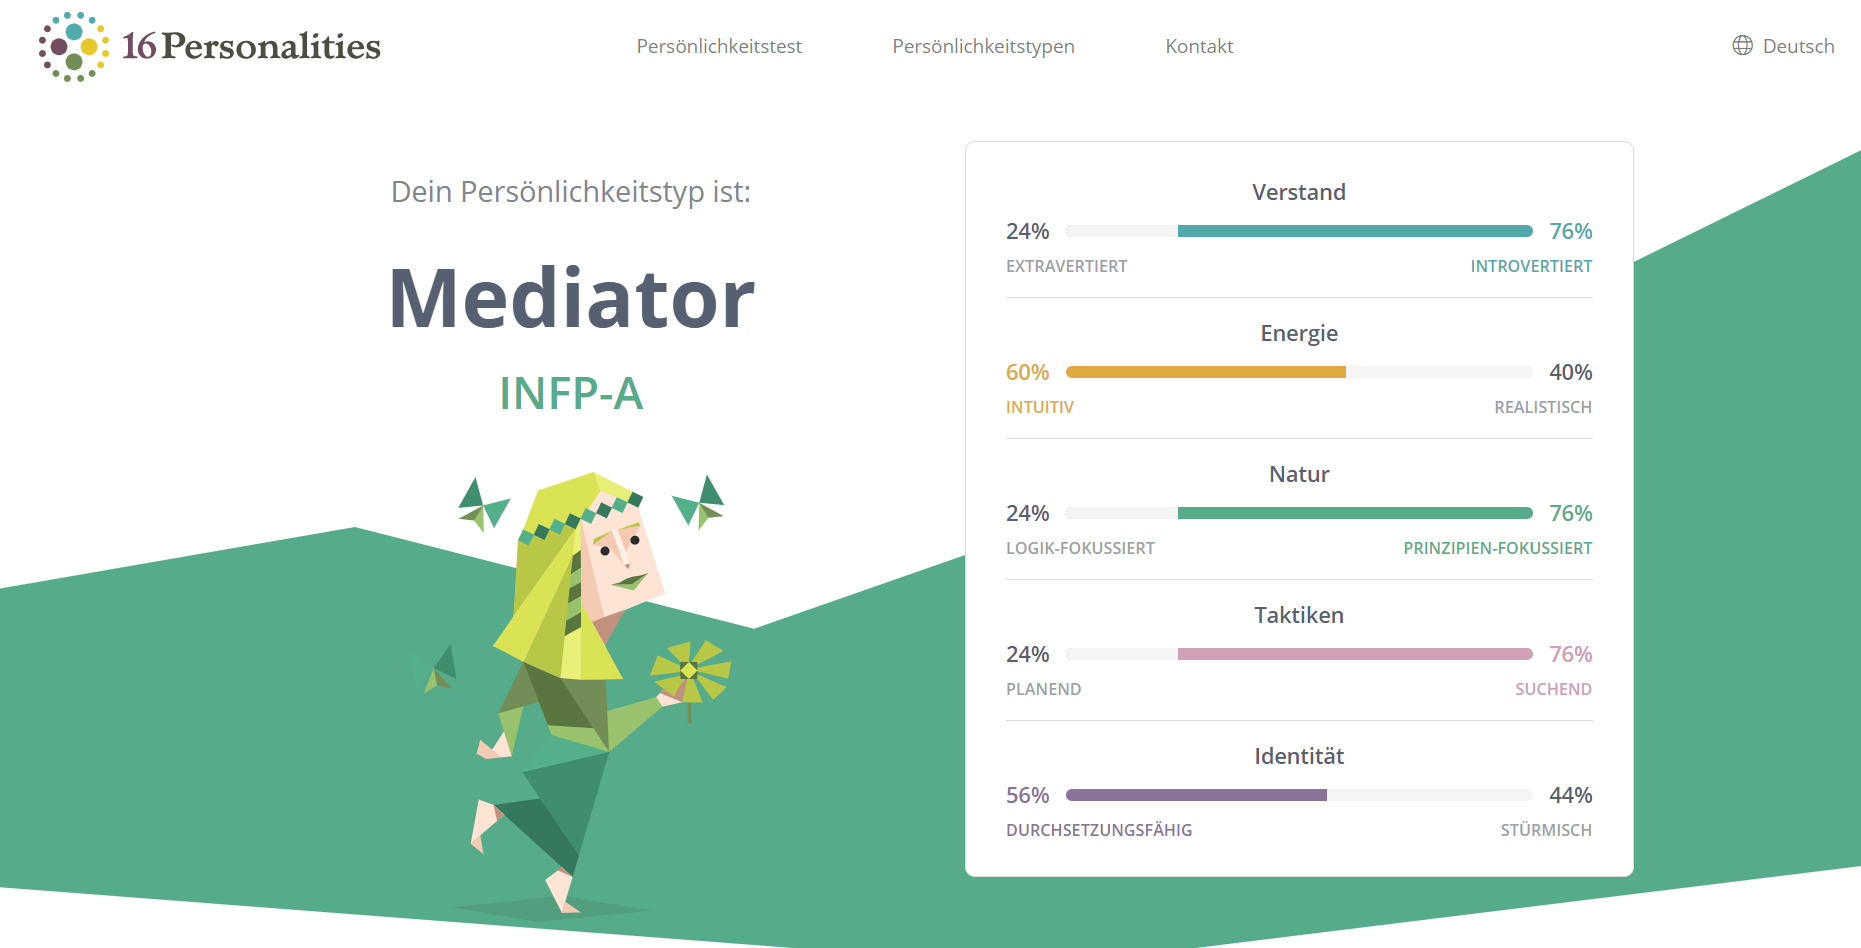 16Personalities
Persönlichkeitstest
Persönlichkeitstypen
Kontakt
Deutsch
Dein Persönlichkeitstyp ist:
Mediator
INFP-A
Verstand
24% 76%
EXTRAVERTIERT INTROVERTIERT
Energie
60% 40%
INTUITIV REALISTISCH
Natur
24% 76%
LOGIK-FOKUSSIERT PRINZIPIEN-FOKUSSIERT
Taktiken
24% 76%
PLANEND SUCHEND
Identität
56% 44%
DURCHSETZUNGSFÄHIG STÜRMISCH